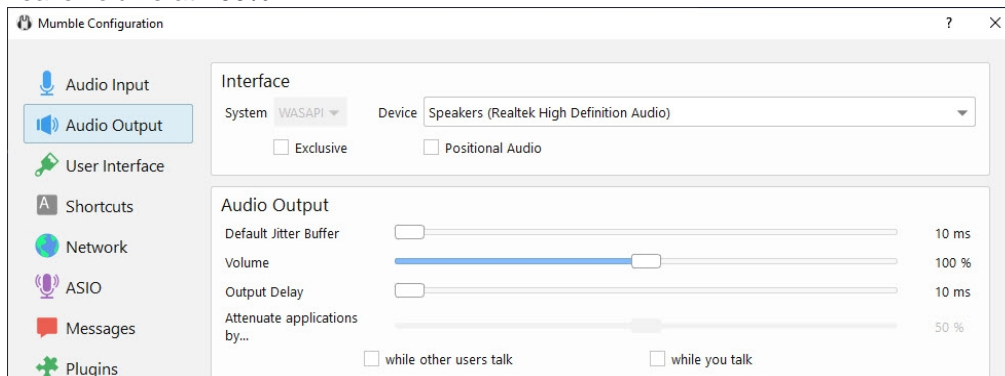 Mumble Configuration
?
Audio Input
Audio Output
User Interface
A Shortcuts
Network
ASIO
Messages
Plugins
Interface
System WASAPI Device Speakers (Realtek High Definition Audio)
Exclusive Positional Audio
Audio Output
Default Jitter Buffer 10 ms
Volume 100 %
Output Delay 10 ms
Attenuate applications
by... 50 %
while other users talk while you talk